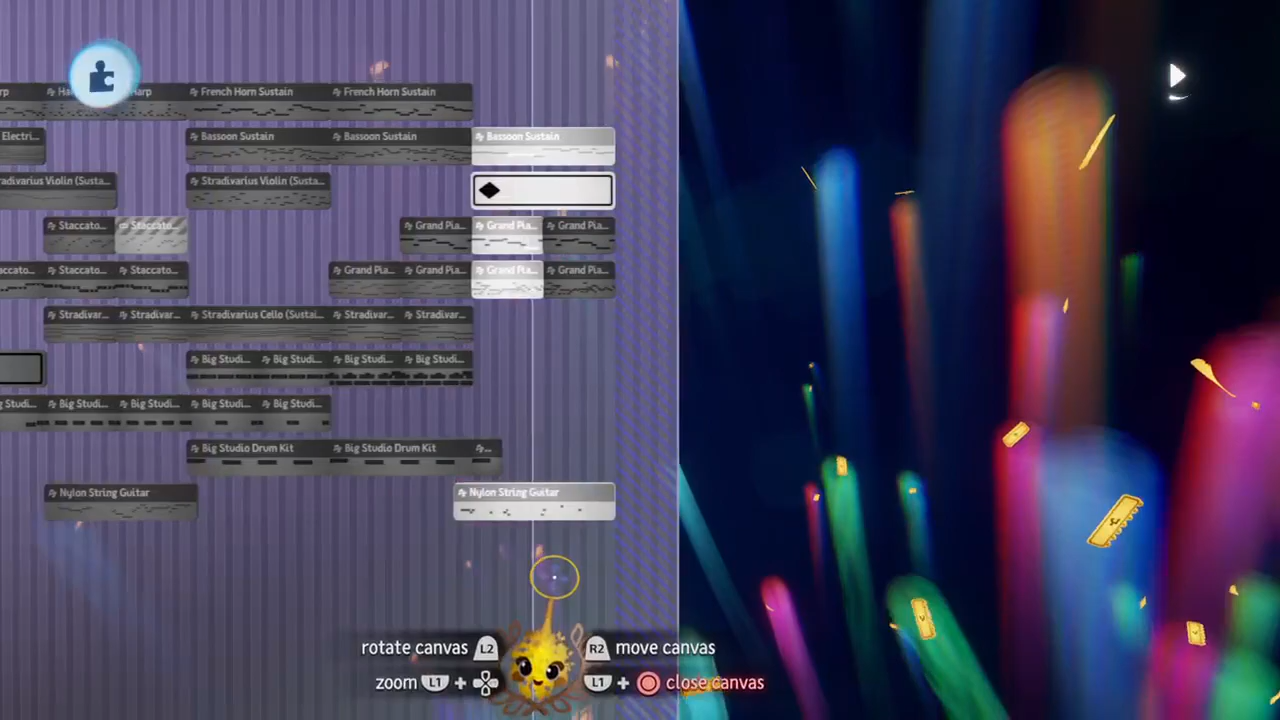 French Horn Sustain French Horn Sustain
Electri... Bassoon Sustain Bassoon Sustain Bassoon Sustain
Stradivarius Violin (Susta...
Staccato... Staccato... Grand Pia... Grand Pia... Grand Pia...
Staccato... Staccato... Grand Pia... Grand Pia... Grand Pia... Grand Pia...
Stradivar... Stradivar... Stradivarius Cello (Sustai... Stradivar... Stradivar...
Big Studi... Big Studi... Big Studi... Big Studi...
Big Studi... Big Studi... Big Studi... Big Studi...
Big Studio Drum Kit Big Studio Drum Kit
Nylon String Guitar Nylon String Guitar
rotate canvas L2 R2 move canvas
zoom L1 + L1 + close canvas